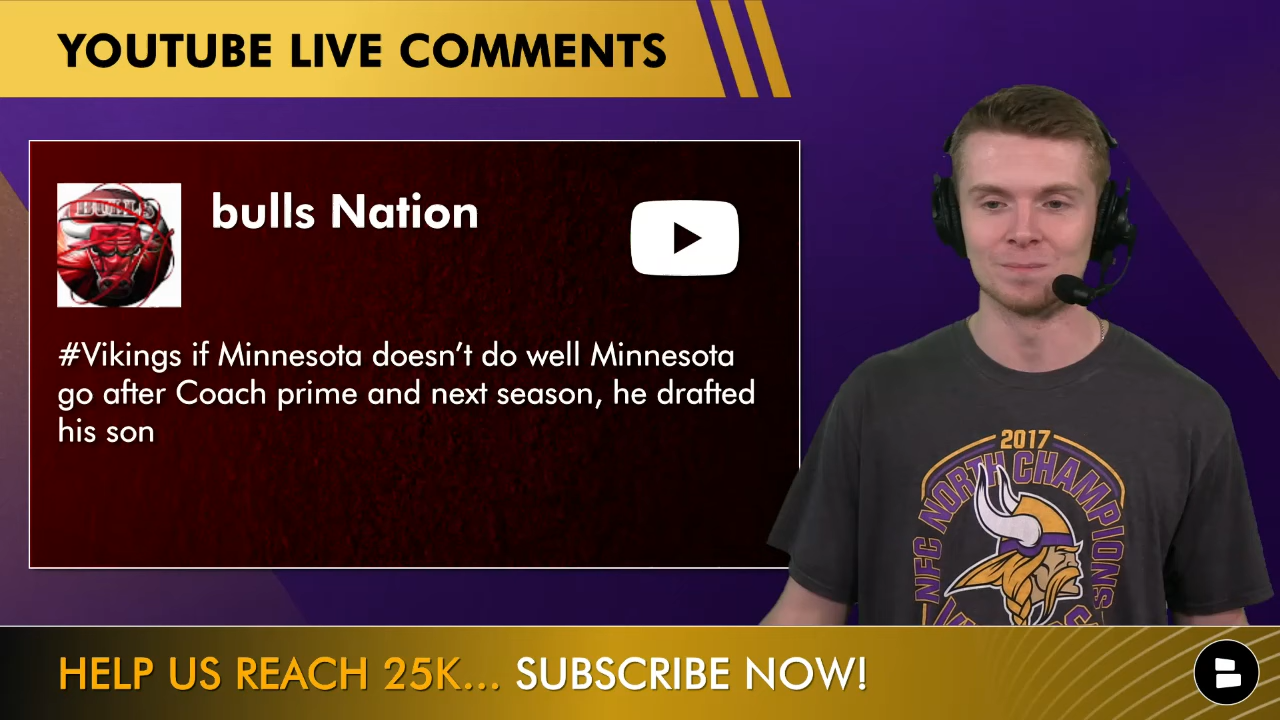 YOUTUBE LIVE COMMENTS
BULLS
bulls Nation
#Vikings if Minnesota doesn't do well Minnesota
go after Coach prime and next season, he drafted
his son
2017
NFC NORTH CHAMPIONS
HELP US REACH 25K... SUBSCRIBE NOW!